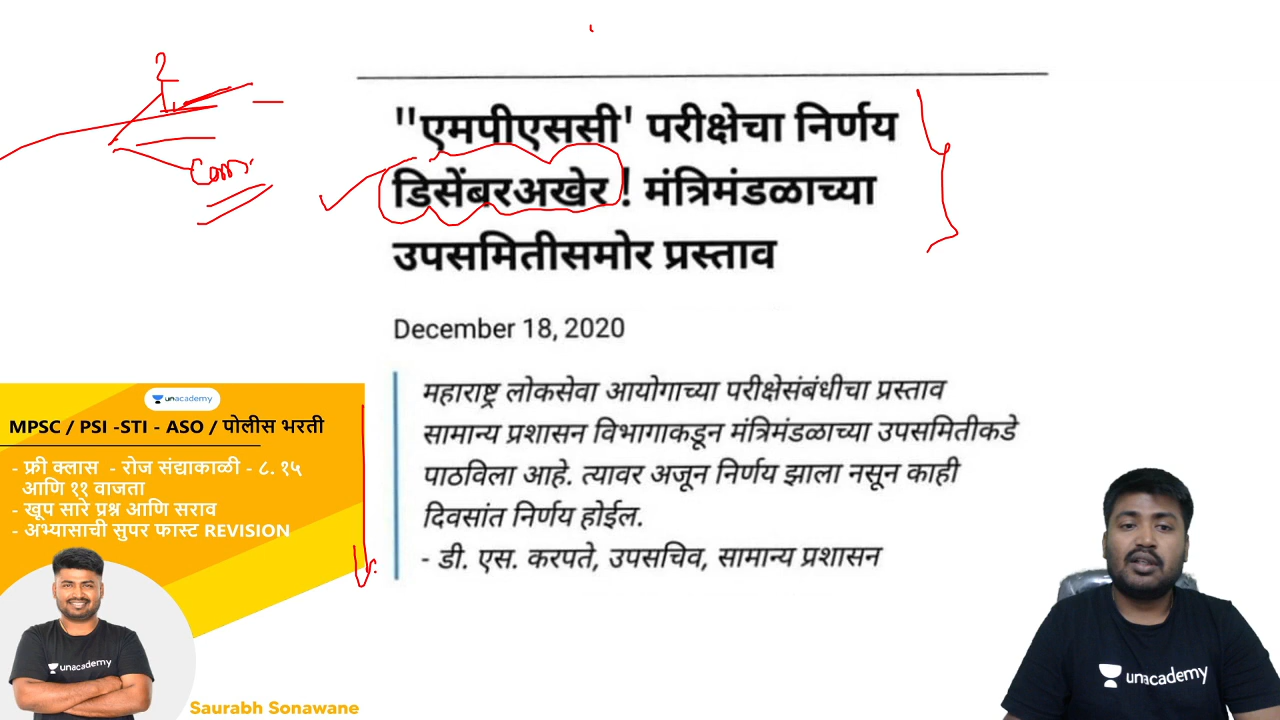 2
"एमपीएससी' परीक्षेचा निर्णय
डिसेंबरअखेर ! मंत्रिमंडळाच्या
उपसमितीसमोर प्रस्ताव
December 18, 2020
महाराष्ट्र लोकसेवा आयोगाच्या परीक्षेसंबंधीचा प्रस्ताव
सामान्य प्रशासन विभागाकडून मंत्रिमंडळाच्या उपसमितीकडे
पाठविला आहे. त्यावर अजून निर्णय झाला नसून काही
दिवसांत निर्णय होईल.
- डी. एस. करपते, उपसचिव, सामान्य प्रशासन
unacademy
MPSC / PSI -STI - ASO / पोलीस भरती
- फ्री क्लास - रोज संद्याकाळी - ८. १५
आणि ११ वाजता
- खूप सारे प्रश्न आणि सराव
- अभ्यासाची सुपर फास्ट REVISION
unacademy
Saurabh Sonawane
unacademy